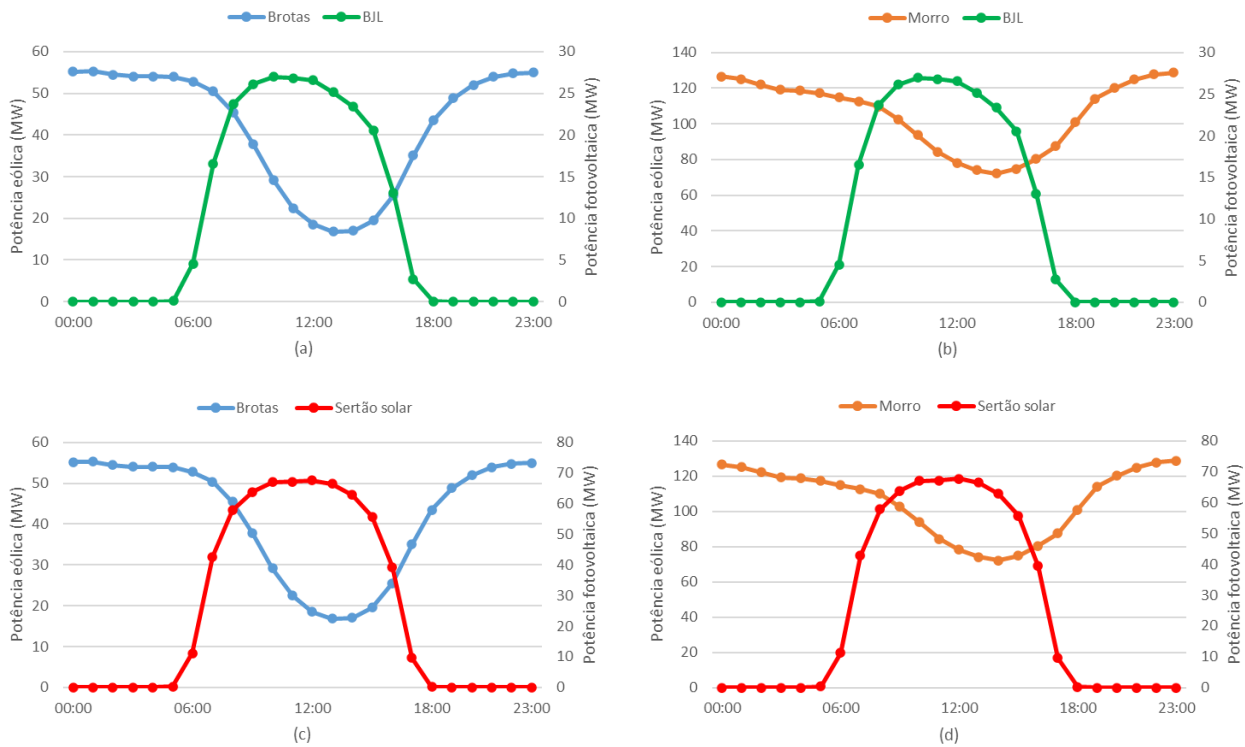 Brotas BJL
60 30
50 25
40 20
30 15
20 10
10 5
0 0
Potência eólica (MW)
Potência fotovoltaica (MW)
00:00 06:00 12:00 18:00 23:00
(a)
Morro BJL
140 30
120 25
100 20
80 15
60 10
40 5
20 0
0
Potência eólica (MW)
Potência fotovoltaica (MW)
00:00 06:00 12:00 18:00 23:00
(b)
Brotas Sertão solar
60 80
50 70
40 60
30 50
20 40
10 30
0 20
10
0
Potência eólica (MW)
Potência fotovoltaica (MW)
00:00 06:00 12:00 18:00 23:00
(c)
Morro Sertão solar
140 80
120 70
100 60
80 50
60 40
40 30
20 20
0 10
0
Potência eólica (MW)
Potência fotovoltaica (MW)
00:00 06:00 12:00 18:00 23:00
(d)